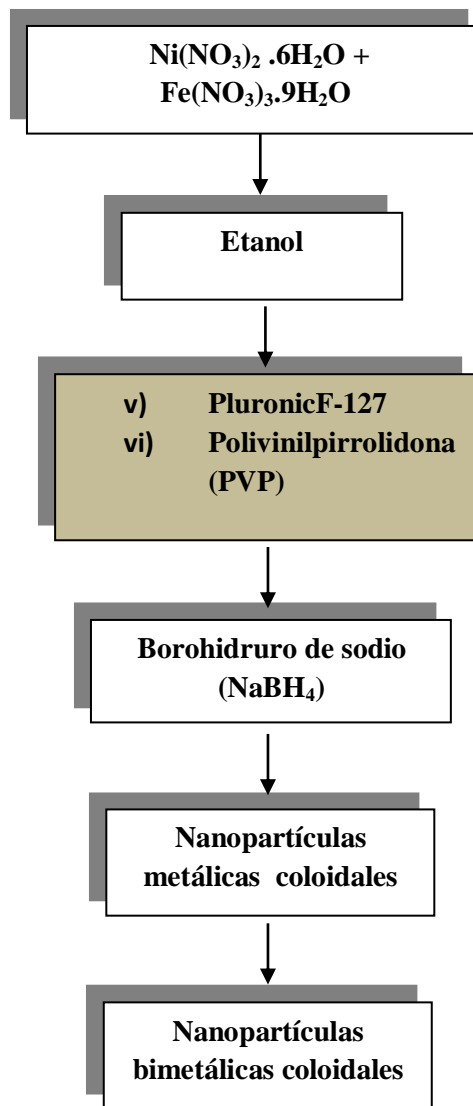 Ni(NO₃)₂ .6H₂O +
Fe(NO₃)₃.9H₂O
Etanol
v) PluronicF-127
vi) Polivinilpirrolidona
(PVP)
Borohidruro de sodio
(NaBH₄)
Nanopartículas
metálicas coloidales
Nanopartículas
bimetálicas coloidales